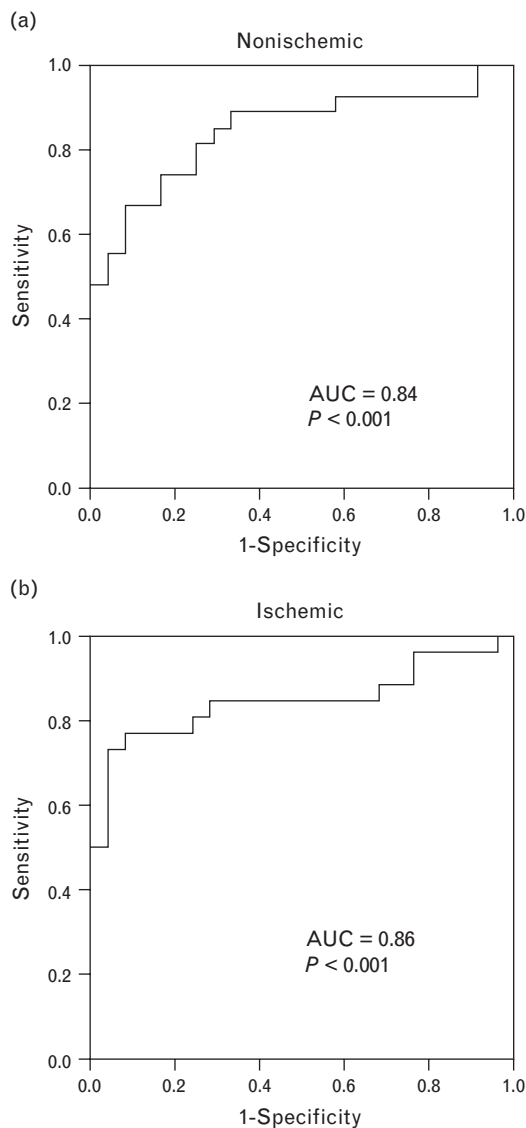 (a)
Nonischemic
1.0
0.8
0.6
0.4
0.2
0.0
Sensitivity
AUC = 0.84
P < 0.001
0.0 0.2 0.4 0.6 0.8 1.0
1-Specificity
(b)
Ischemic
1.0
0.8
0.6
0.4
0.2
0.0
Sensitivity
AUC = 0.86
P < 0.001
0.0 0.2 0.4 0.6 0.8 1.0
1-Specificity